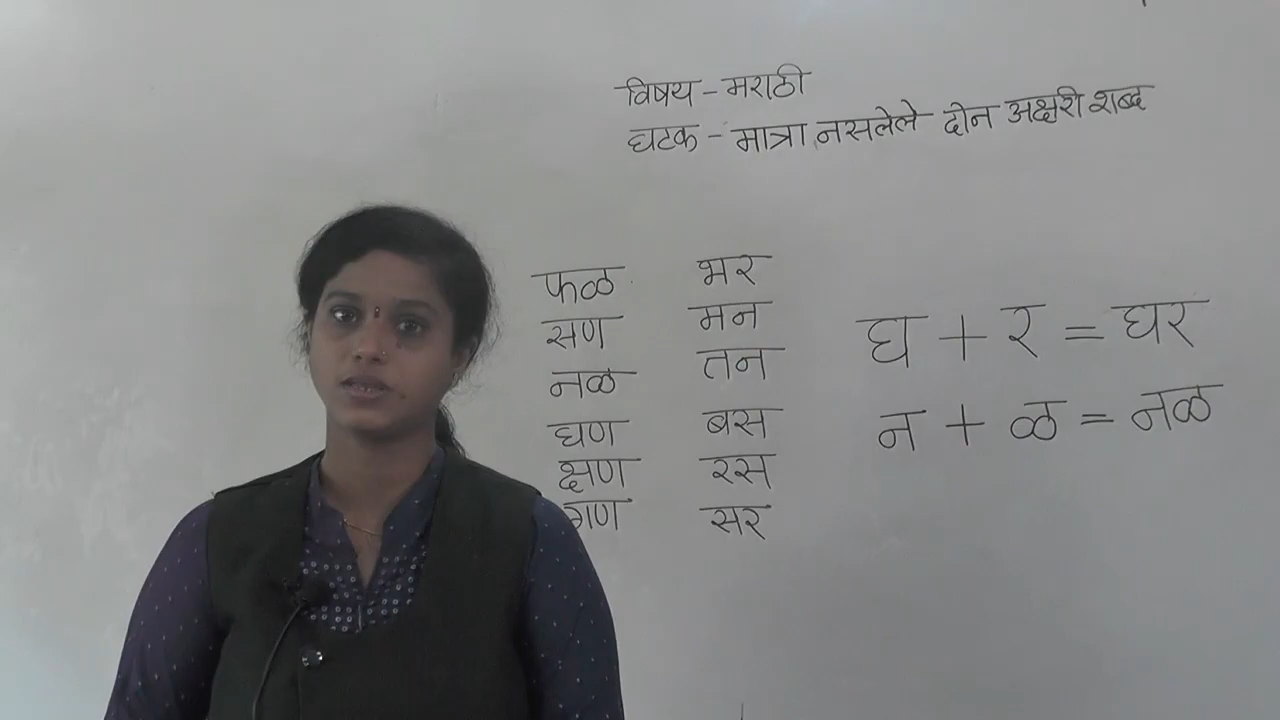 विषय - मराठी
घटक - मात्रा नसलेले दोन अक्षरी शब्द
फळ भर
सण मन
नळ तन
घण बस
क्षण रस
गण सर
घ + र = घर
न + ळ = नळ